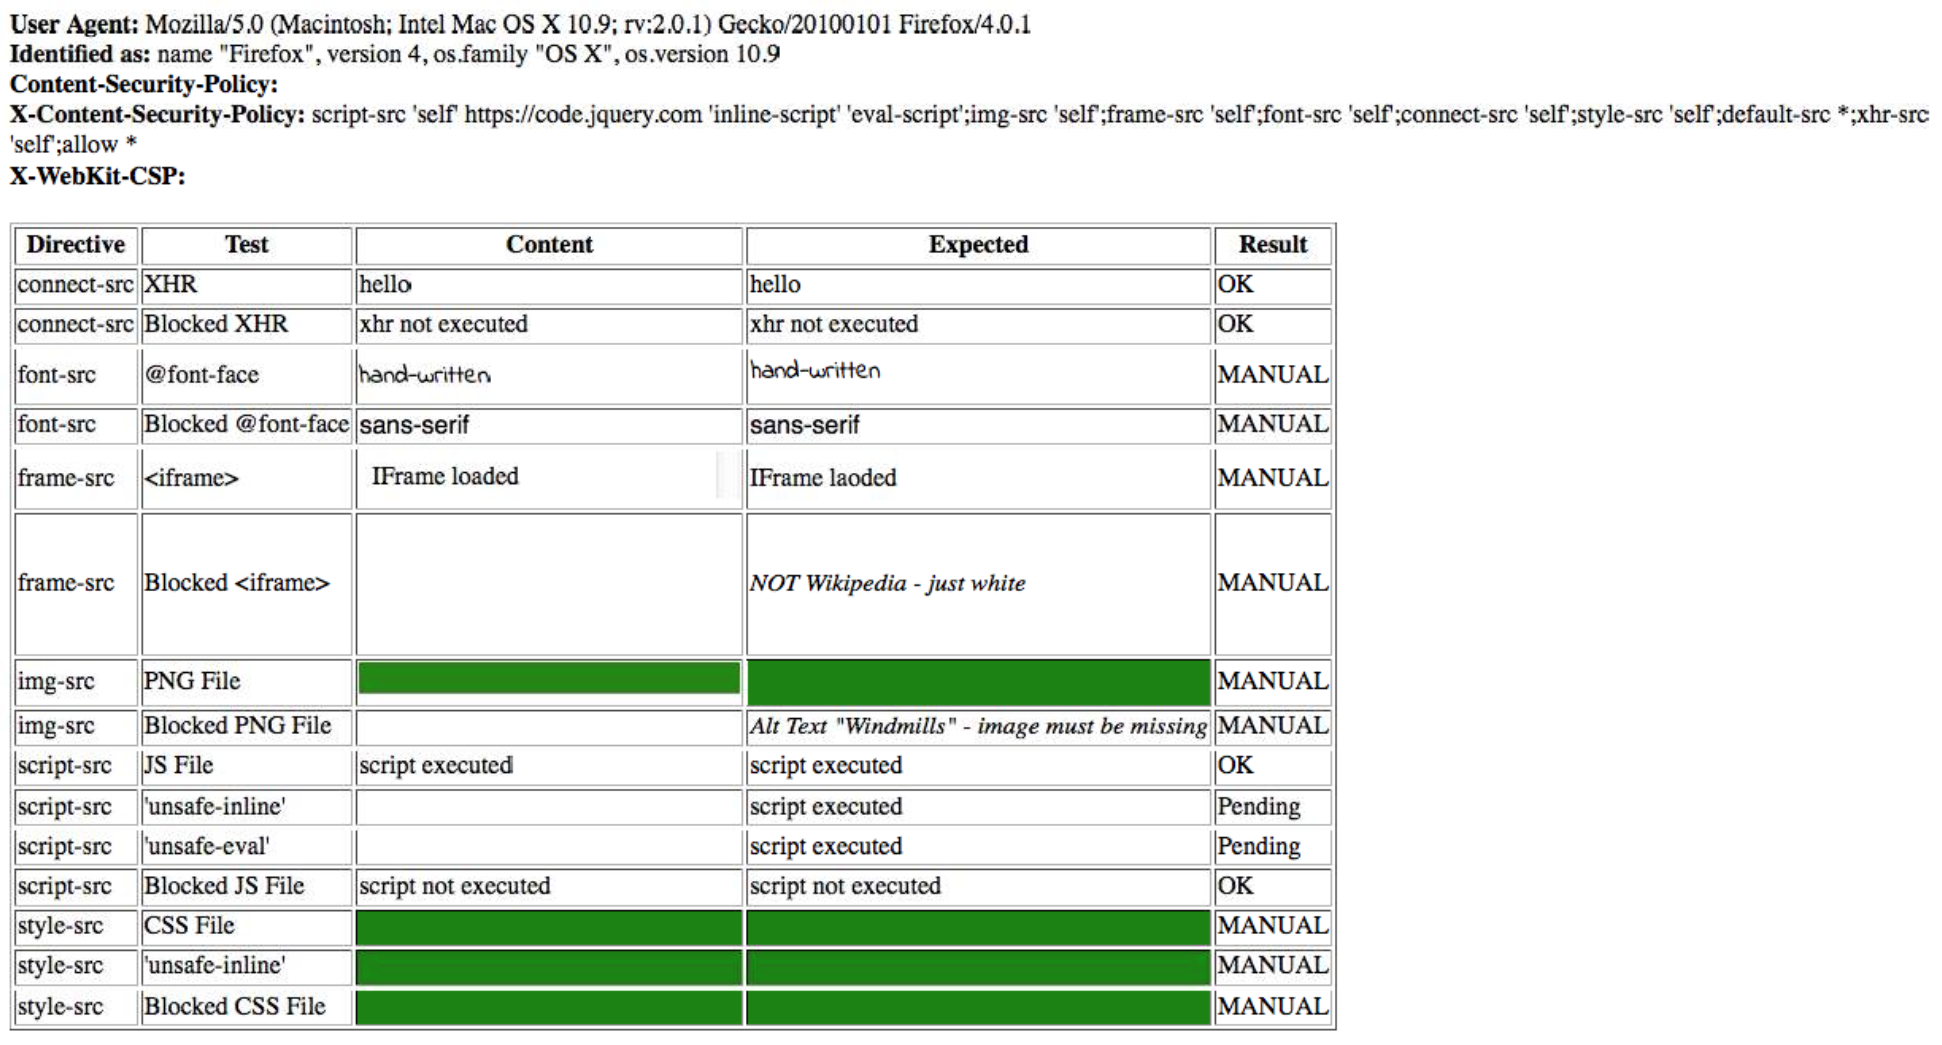 User Agent: Mozilla/5.0 (Macintosh; Intel Mac OS X 10.9; rv:2.0.1) Gecko/20100101 Firefox/4.0.1
Identified as: name "Firefox", version 4, os.family "OS X", os.version 10.9
Content-Security-Policy:
X-Content-Security-Policy: script-src 'self' https://code.jquery.com 'inline-script' 'eval-script';img-src 'self';frame-src 'self';font-src 'self';connect-src 'self';style-src 'self';default-src *;xhr-src
'self';allow *
X-WebKit-CSP:
Directive Test Content Expected Result
connect-src XHR hello hello OK
connect-src Blocked XHR xhr not executed xhr not executed OK
font-src @font-face hand-written hand-written MANUAL
font-src Blocked @font-face sans-serif sans-serif MANUAL
frame-src <iframe> IFrame loaded IFrame laoded MANUAL
frame-src Blocked <iframe> NOT Wikipedia - just white MANUAL
img-src PNG File MANUAL
img-src Blocked PNG File Alt Text "Windmills" - image must be missing MANUAL
script-src JS File script executed script executed OK
script-src 'unsafe-inline' script executed Pending
script-src 'unsafe-eval' script executed Pending
script-src Blocked JS File script not executed script not executed OK
style-src CSS File MANUAL
style-src 'unsafe-inline' MANUAL
style-src Blocked CSS File MANUAL